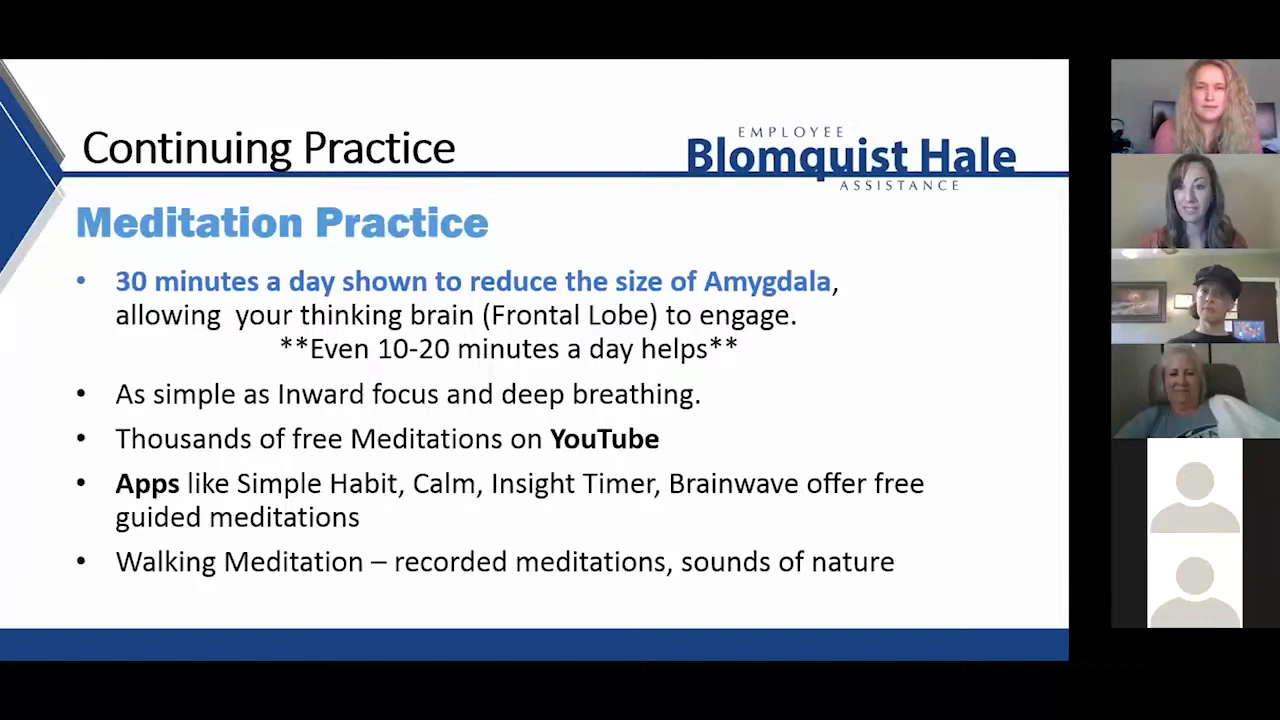 Continuing Practice
EMPLOYEE
Blomquist Hale
ASSISTANCE
Meditation Practice
• 30 minutes a day shown to reduce the size of Amygdala,
allowing your thinking brain (Frontal Lobe) to engage.
**Even 10-20 minutes a day helps**
• As simple as Inward focus and deep breathing.
• Thousands of free Meditations on YouTube
• Apps like Simple Habit, Calm, Insight Timer, Brainwave offer free
guided meditations
• Walking Meditation – recorded meditations, sounds of nature